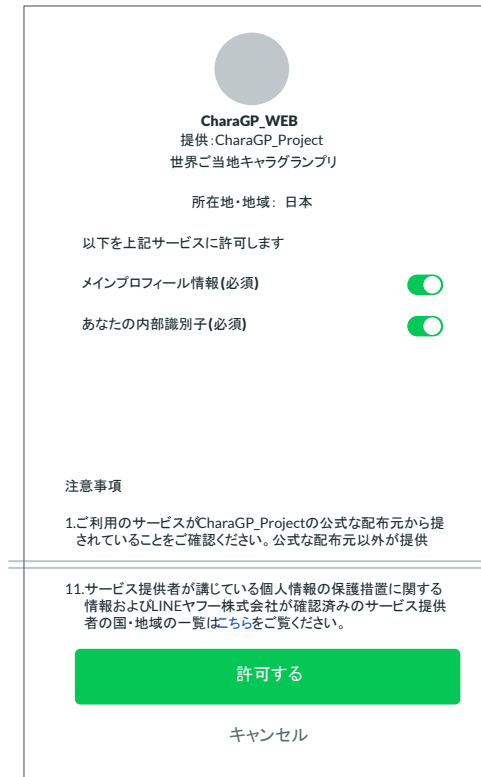 CharaGP_WEB
提供:CharaGP_Project
世界ご当地キャラグランプリ
所在地・地域： 日本
以下を上記サービスに許可します
メインプロフィール情報(必須)
あなたの内部識別子(必須)
注意事項
1.ご利用のサービスがCharaGP_Projectの公式な配布元から提
されていることをご確認ください。公式な配布元以外が提供
11.サービス提供者が講じている個人情報の保護措置に関する
情報およびLINEヤフー株式会社が確認済みのサービス提供
者の国・地域の一覧はこちらをご覧ください。
許可する
キャンセル